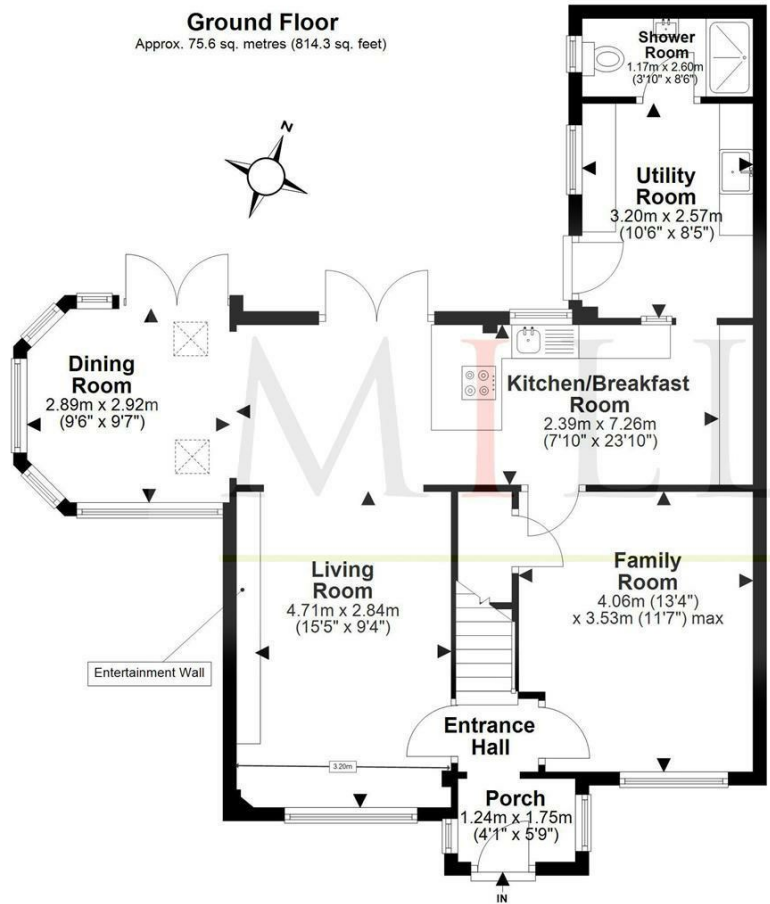 Ground Floor
Approx. 75.6 sq. metres (814.3 sq. feet)
N
Shower
Room
1.17m x 2.60m
(3'10" x 8'6")
Utility
Room
3.20m x 2.57m
(10'6" x 8'5")
Dining
Room
2.89m x 2.92m
(9'6" x 9'7")
Kitchen/Breakfast
Room
2.39m x 7.26m
(7'10" x 23'10")
Living
Room
4.71m x 2.84m
(15'5" x 9'4")
Family
Room
4.06m (13'4")
x 3.53m (11'7") max
Entertainment Wall
Entrance
Hall
3.20m
Porch
1.24m x 1.75m
(4'1" x 5'9")
IN